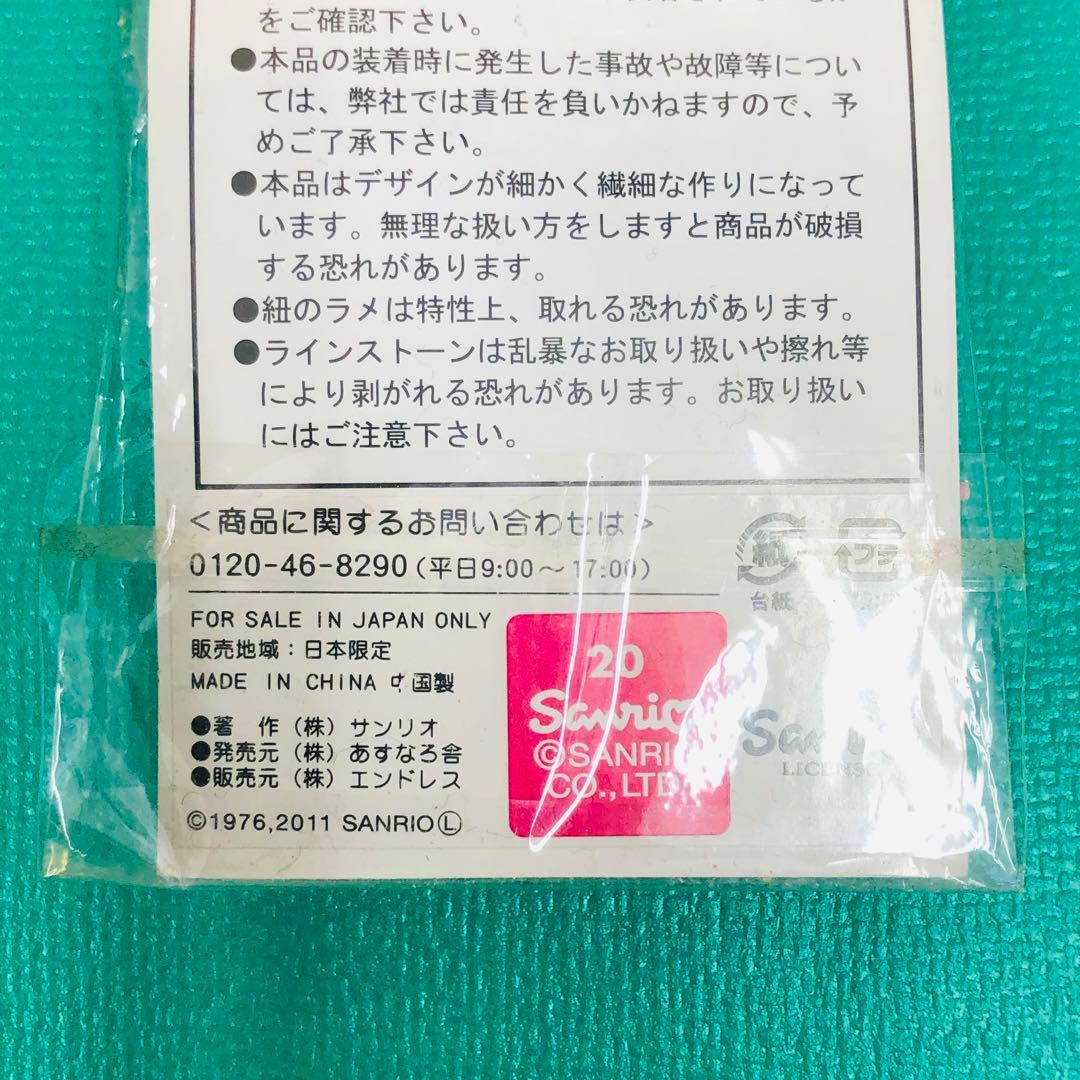 をご確認下さい。
●本品の装着時に発生した事故や故障等につい
ては、弊社では責任を負いかねますので、予
めご了承下さい。
●本品はデザインが細かく繊細な作りになって
います。無理な扱い方をしますと商品が破損
する恐れがあります。
●紐のラメは特性上、取れる恐れがあります。
●ラインストーンは乱暴なお取り扱いや擦れ等
により剥がれる恐れがあります。お取り扱い
にはご注意下さい。
<商品に関するお問い合わせは>
0120-46-8290(平日9:00~17:00)
紙 プラ
台紙
FOR SALE IN JAPAN ONLY
販売地域:日本限定
MADE IN CHINA 中国製
●著 作(株)サンリオ
●発売元(株)あすなろ舎
●販売元(株)エンドレス
©1976,2011 SANRIO Ⓛ
20
Sanrio
©SANRIO
CO.,LTD.
LICENSE